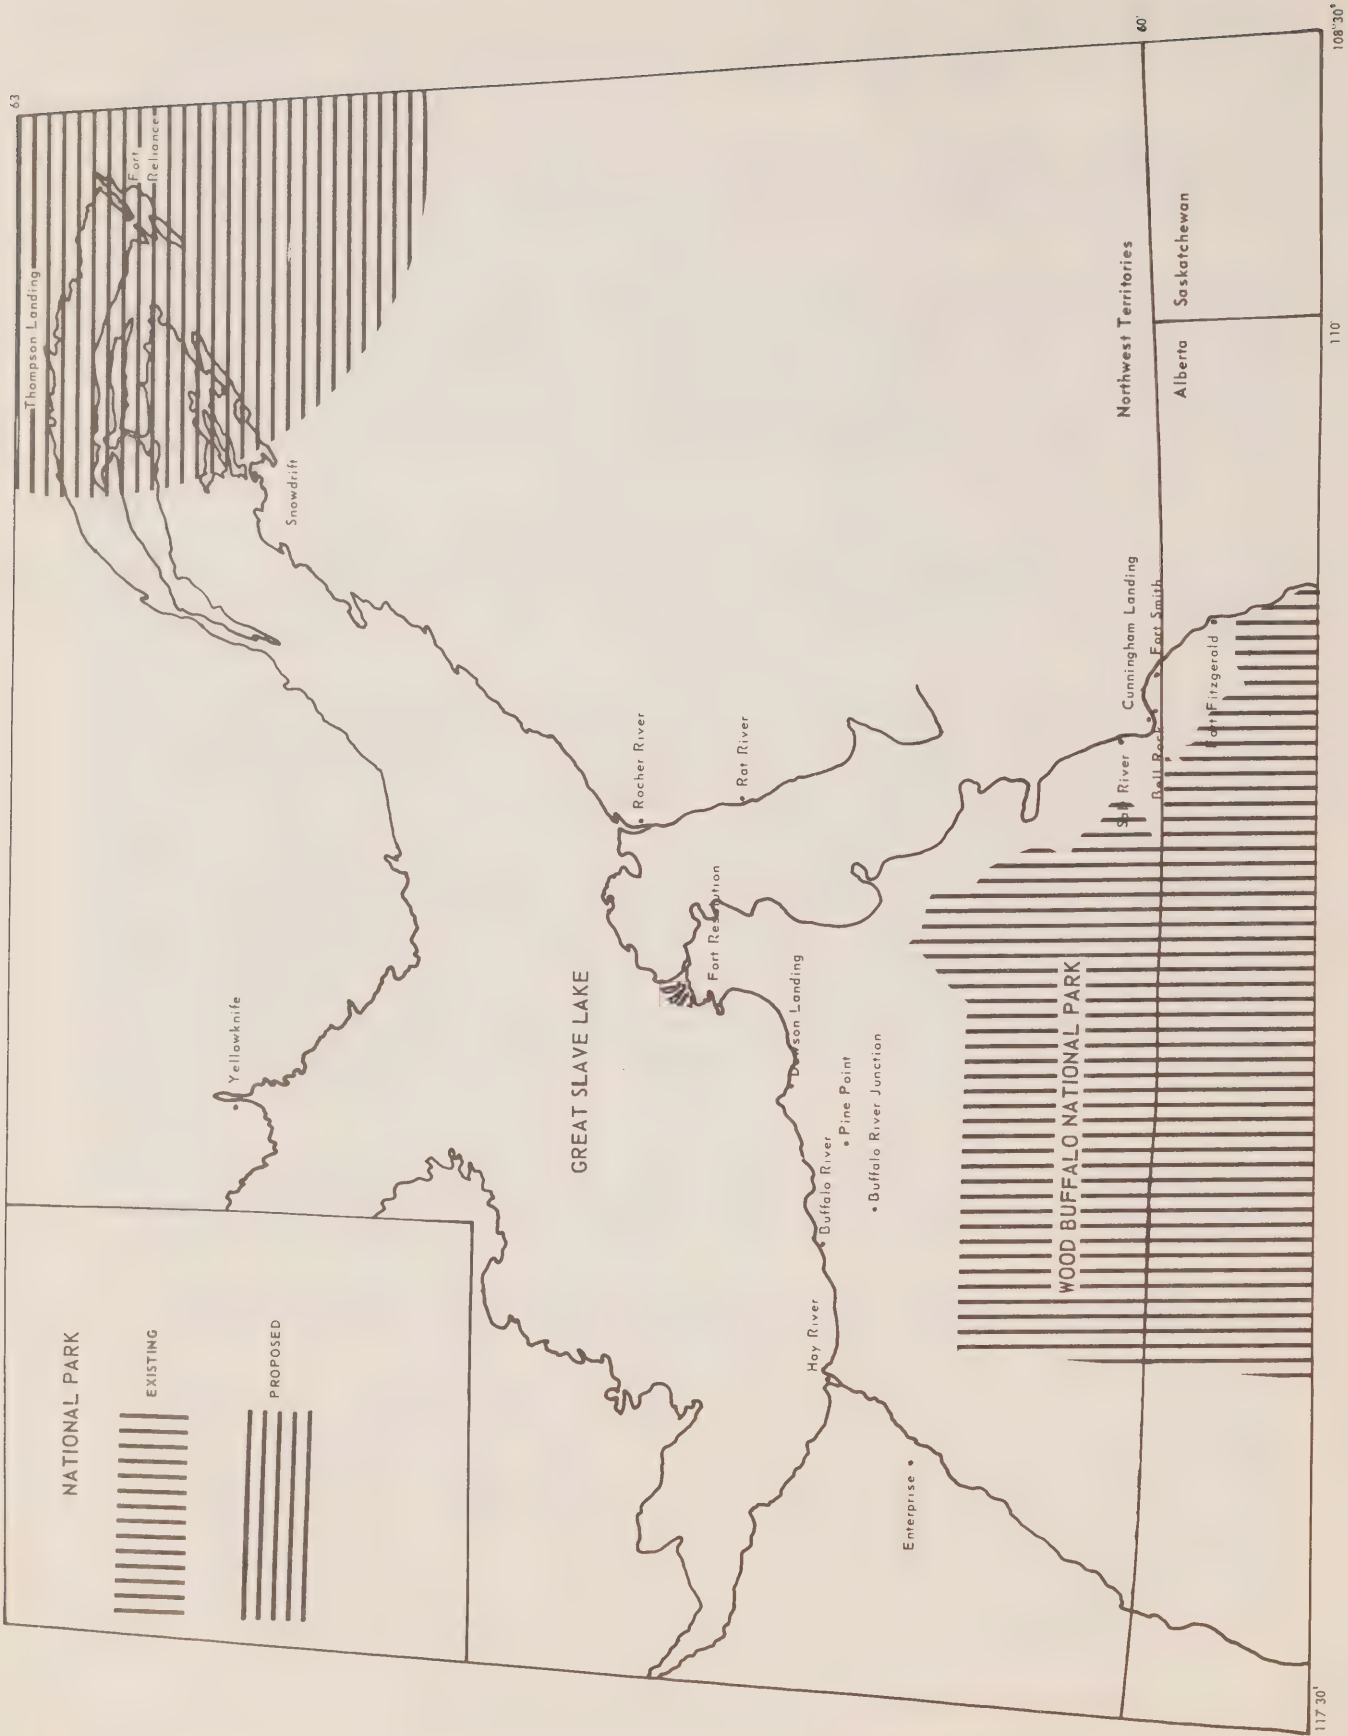 NATIONAL PARK
EXISTING
PROPOSED
63
Thompson Landing
Fort
Reliance
Snowdrift
Yellowknife
GREAT SLAVE LAKE
Rocher River
Rat River
Fort Resolution
Dawson Landing
Pine Point
Buffalo River
Buffalo River Junction
Hay River
Enterprise
Salt River
Cunningham Landing
Bell Rock
Fort Smith
Fort Fitzgerald
WOOD BUFFALO NATIONAL PARK
Northwest Territories
60°
Alberta
Saskatchewan
117 30'
110°
108°30'